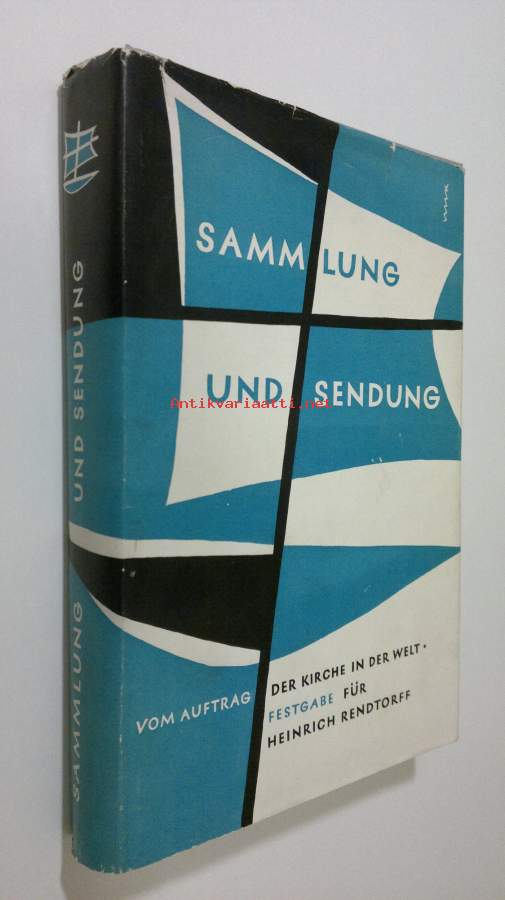 SAMMLUNG
UND SENDUNG
Antikvariaatti.net
VOM AUFTRAG DER KIRCHE IN DER WELT •
FESTGABE FÜR
HEINRICH RENDTORFF
SAMMLUNG UND SENDUNG